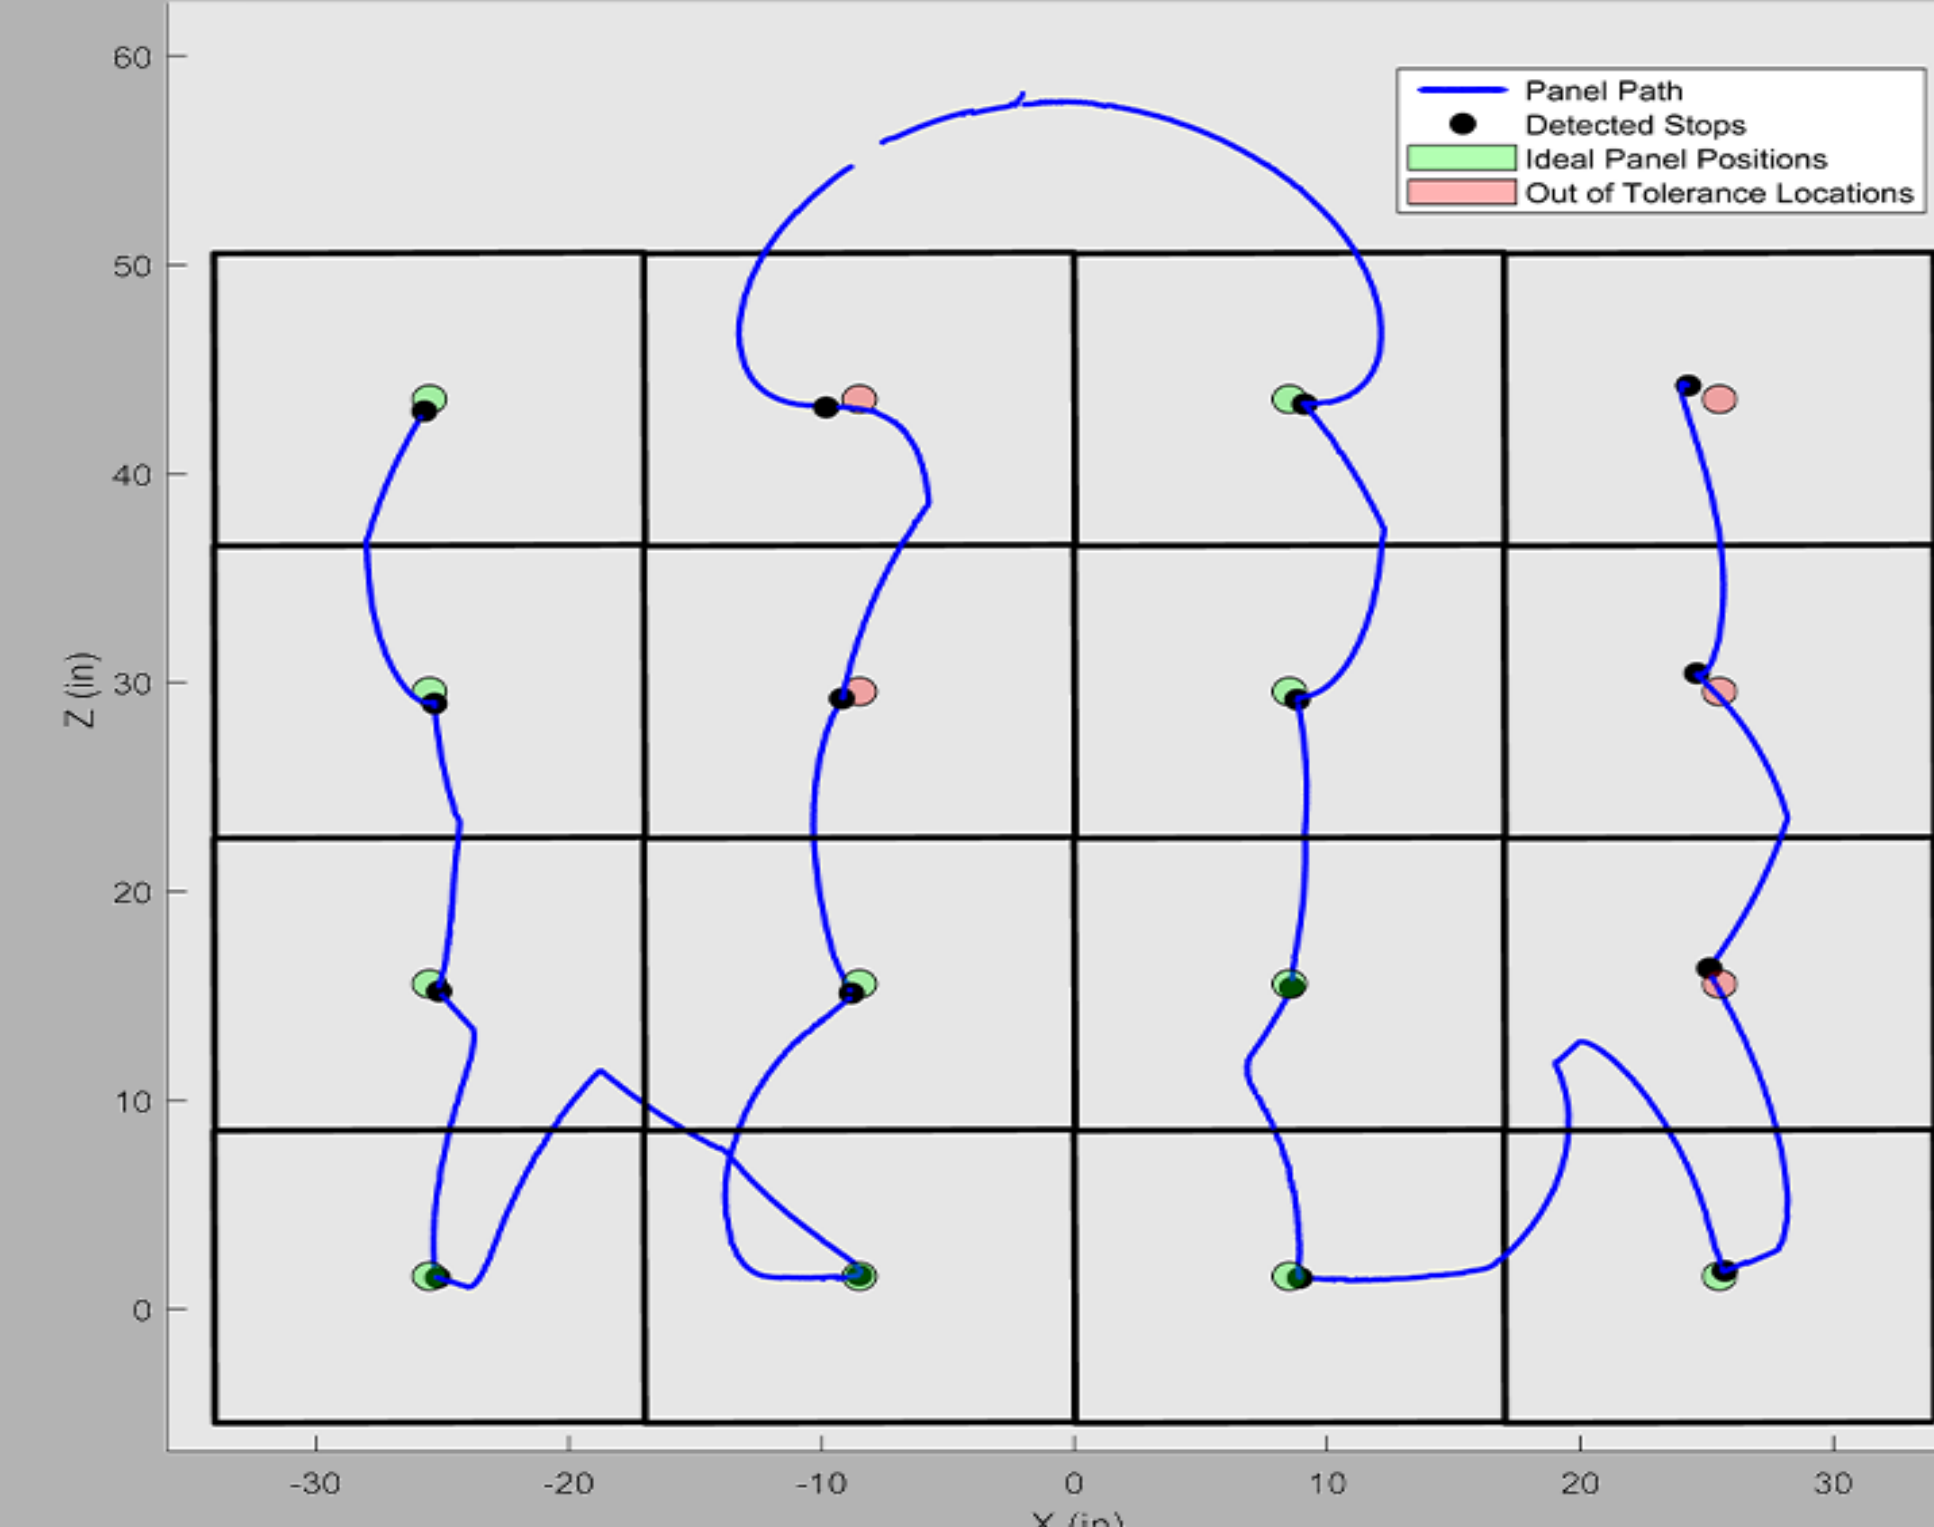 60
Panel Path
Detected Stops
Ideal Panel Positions
Out of Tolerance Locations
50
40
Z (in)
30
20
10
0
-30 -20 -10 0 10 20 30
X (in)